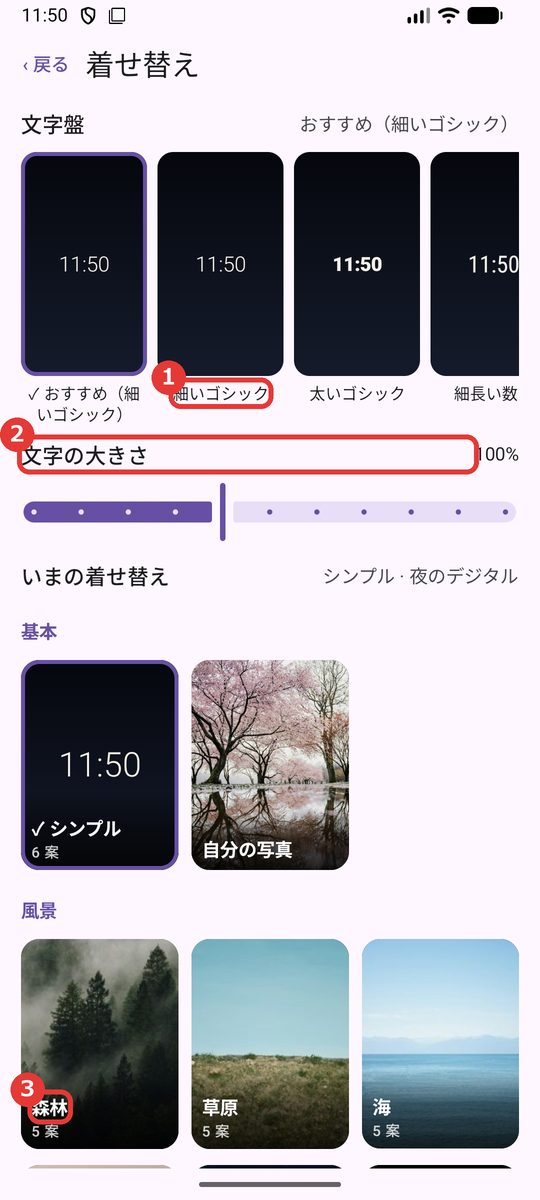 11:50
‹ 戻る 着せ替え
文字盤 おすすめ（細いゴシック）
11:50 11:50 11:50 11:50
1
✓ おすすめ（細 細いゴシック 太いゴシック 細長い数
いゴシック）
2
文字の大きさ 100%
いまの着せ替え シンプル · 夜のデジタル
基本
11:50
✓ シンプル
6 案
自分の写真
風景
3
森林 草原 海
5 案 5 案 5 案